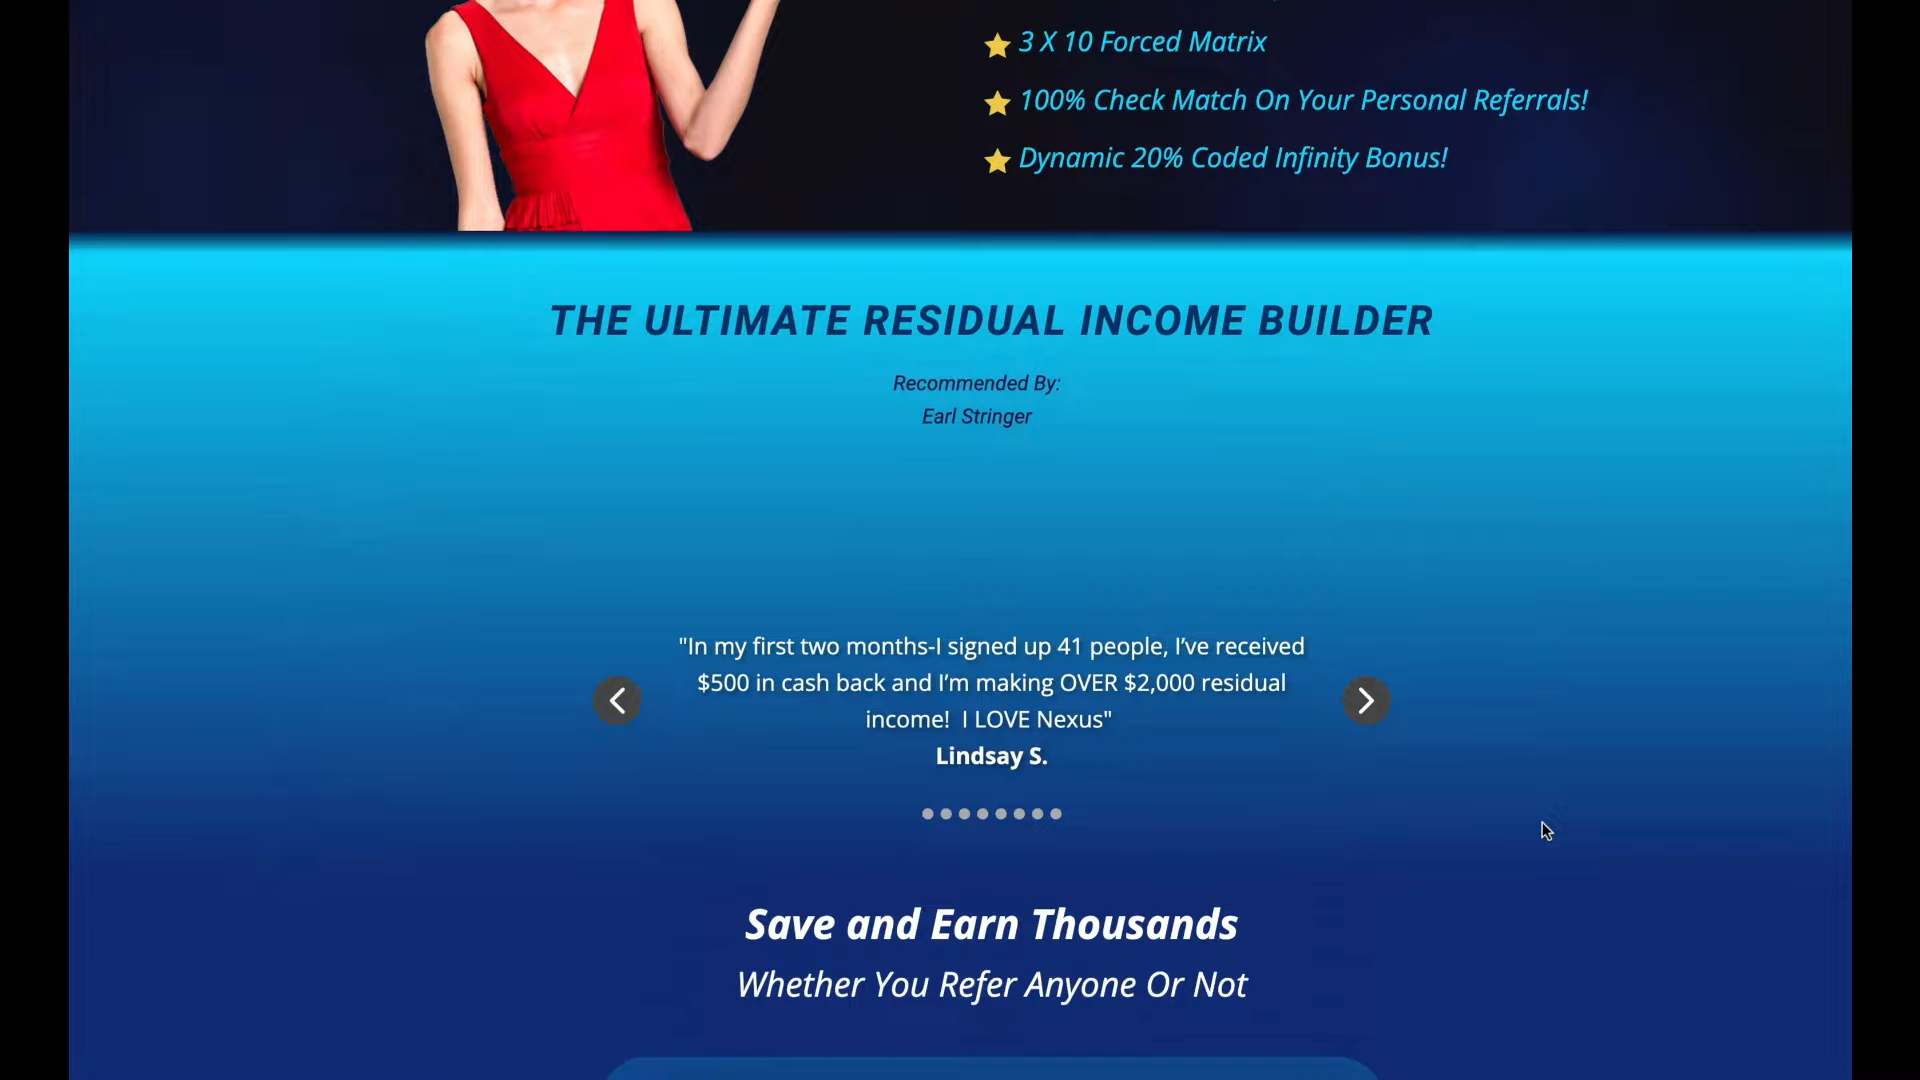 3 X 10 Forced Matrix
100% Check Match On Your Personal Referrals!
Dynamic 20% Coded Infinity Bonus!
THE ULTIMATE RESIDUAL INCOME BUILDER
Recommended By:
Earl Stringer
"In my first two months-I signed up 41 people, I’ve received
$500 in cash back and I’m making OVER $2,000 residual
income!  I LOVE Nexus"
Lindsay S.
Save and Earn Thousands
Whether You Refer Anyone Or Not